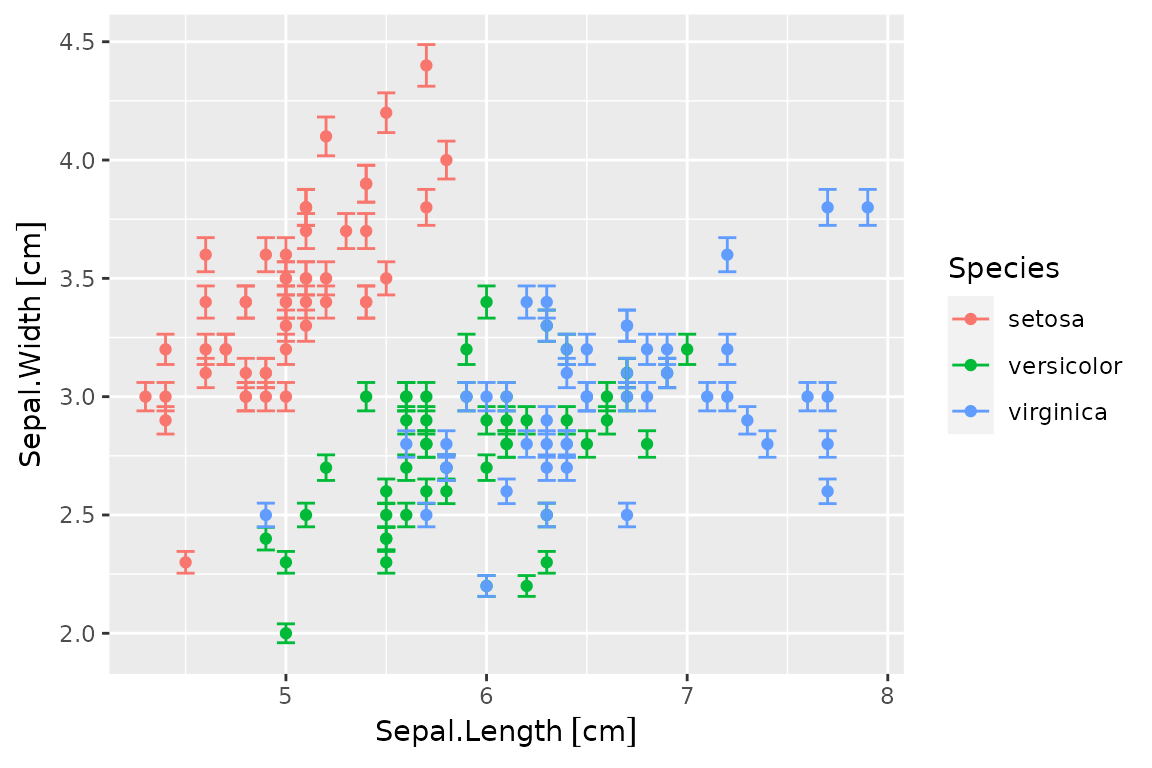 4.5
4.0
3.5
3.0
2.5
2.0
Sepal.Width [cm]
5 6 7 8
Sepal.Length [cm]
Species
setosa
versicolor
virginica